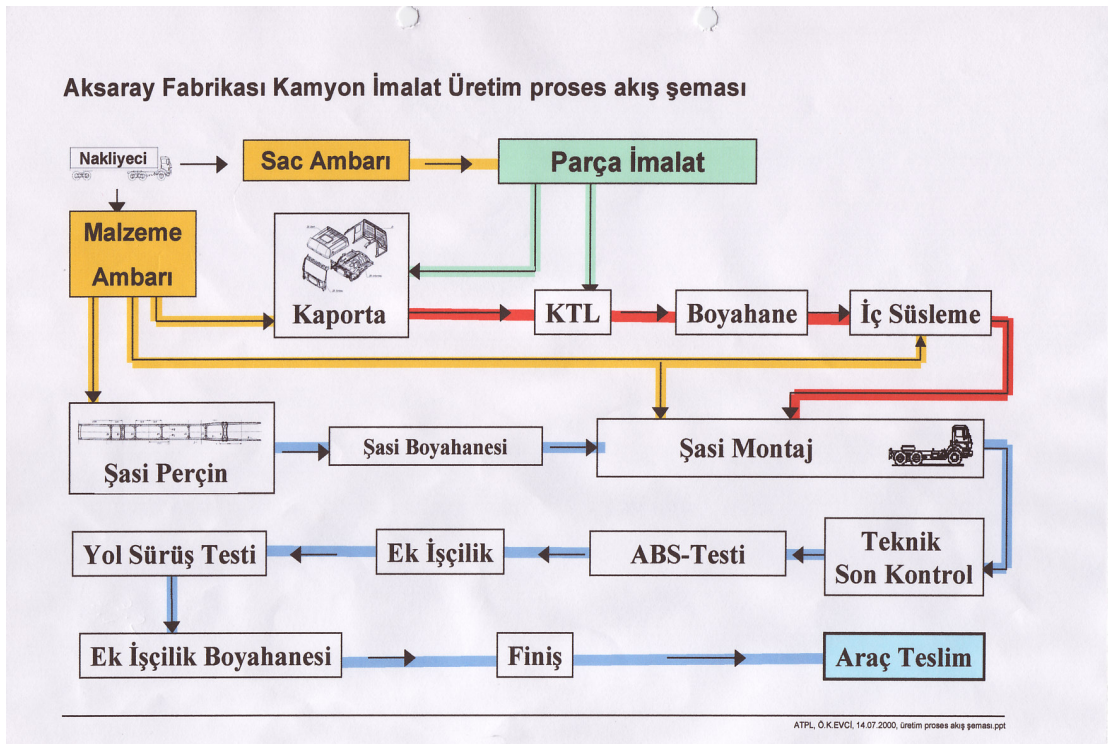 Aksaray Fabrikası Kamyon İmalat Üretim proses akış şeması
Nakliyeci
Sac Ambarı
Parça İmalat
Malzeme
Ambarı
Kaporta
KTL
Boyahane
İç Süsleme
Şasi Perçin
Şasi Boyahanesi
Şasi Montaj
Yol Sürüş Testi
Ek İşçilik
ABS-Testi
Teknik
Son Kontrol
Ek İşçilik Boyahanesi
Finiş
Araç Teslim
ATPL, Ö.K.EVCİ, 14.07.2000, üretim proses akış şeması.ppt